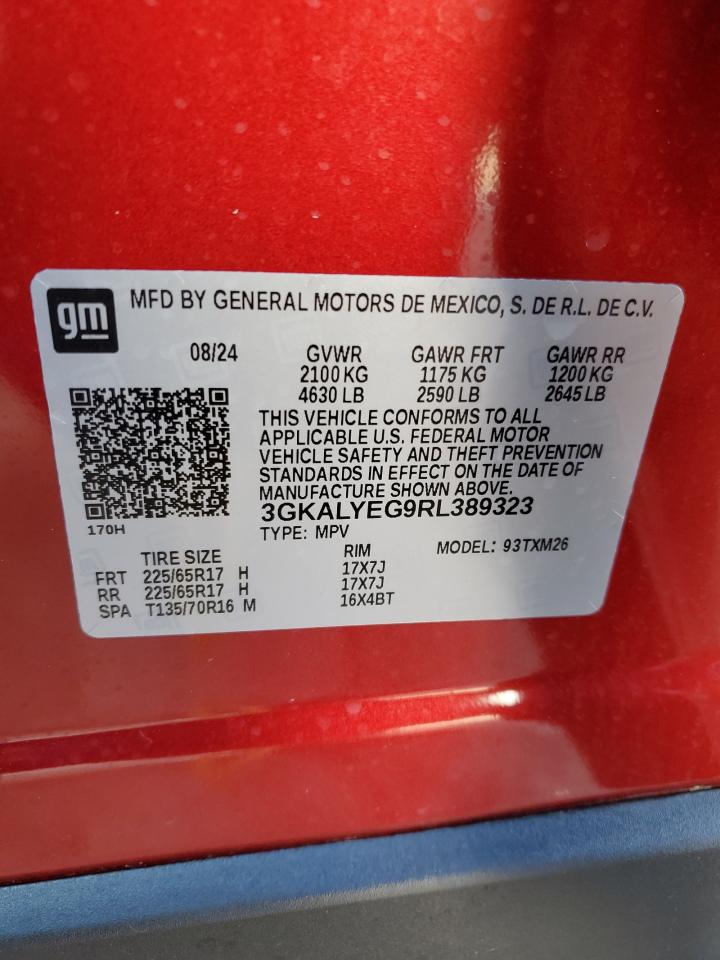 gm MFD BY GENERAL MOTORS DE MEXICO, S. DE R.L. DE C.V.
08/24 GVWR GAWR FRT GAWR RR
2100 KG 1175 KG 1200 KG
4630 LB 2590 LB 2645 LB
THIS VEHICLE CONFORMS TO ALL
APPLICABLE U.S. FEDERAL MOTOR
VEHICLE SAFETY AND THEFT PREVENTION
STANDARDS IN EFFECT ON THE DATE OF
MANUFACTURE SHOWN ABOVE.
3GKALYEG9RL389323
170H TYPE: MPV
TIRE SIZE RIM MODEL: 93TXM26
FRT 225/65R17 H 17X7J
RR 225/65R17 H 17X7J
SPA T135/70R16 M 16X4BT